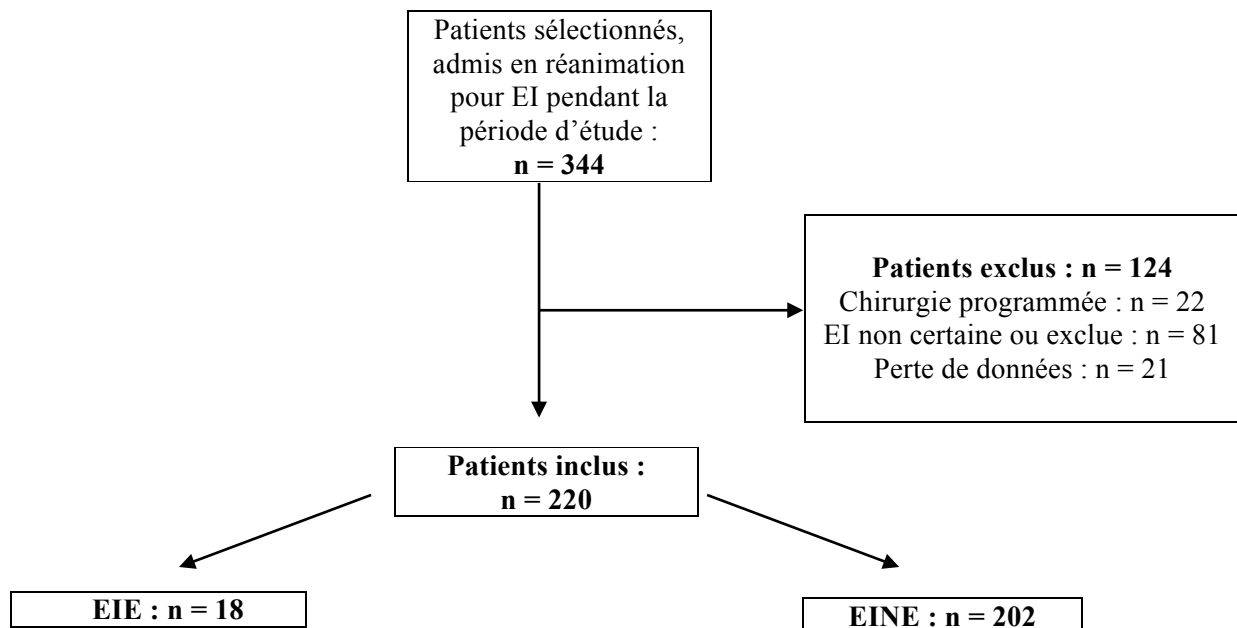 Patients sélectionnés,
admis en réanimation
pour EI pendant la
période d’étude :
n = 344
Patients exclus : n = 124
Chirurgie programmée : n = 22
EI non certaine ou exclue : n = 81
Perte de données : n = 21
Patients inclus :
n = 220
EIE : n = 18
EINE : n = 202